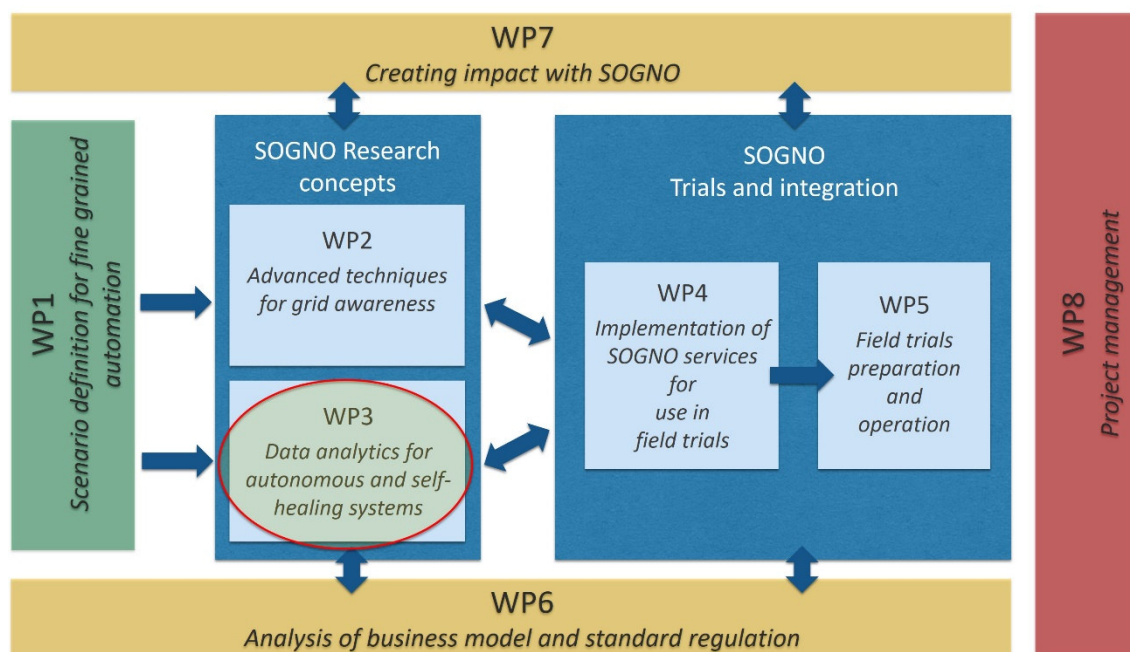 WP7
Creating impact with SOGNO
WP1
Scenario definition for fine grained
automation
SOGNO Research
concepts
WP2
Advanced techniques
for grid awareness
WP3
Data analytics for
autonomous and self-
healing systems
SOGNO
Trials and integration
WP4
Implementation of
SOGNO services
for
use in
field trials
WP5
Field trials
preparation
and
operation
WP6
Analysis of business model and standard regulation
WP8
Project management